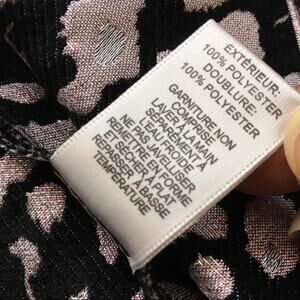 EXTÉRIEUR:
100% POLYESTER
DOUBLURE
100% POLYESTER
GARNITURE NON
COMPRISE
LAVER À LA MAIN
SÉPARÉMENT À
L'EAU FROIDE
NE PAS JAVELLISER
REMETTRE EN FORME
ET SÉCHER À PLAT
REPASSER À BASSE
TEMPÉRATURE